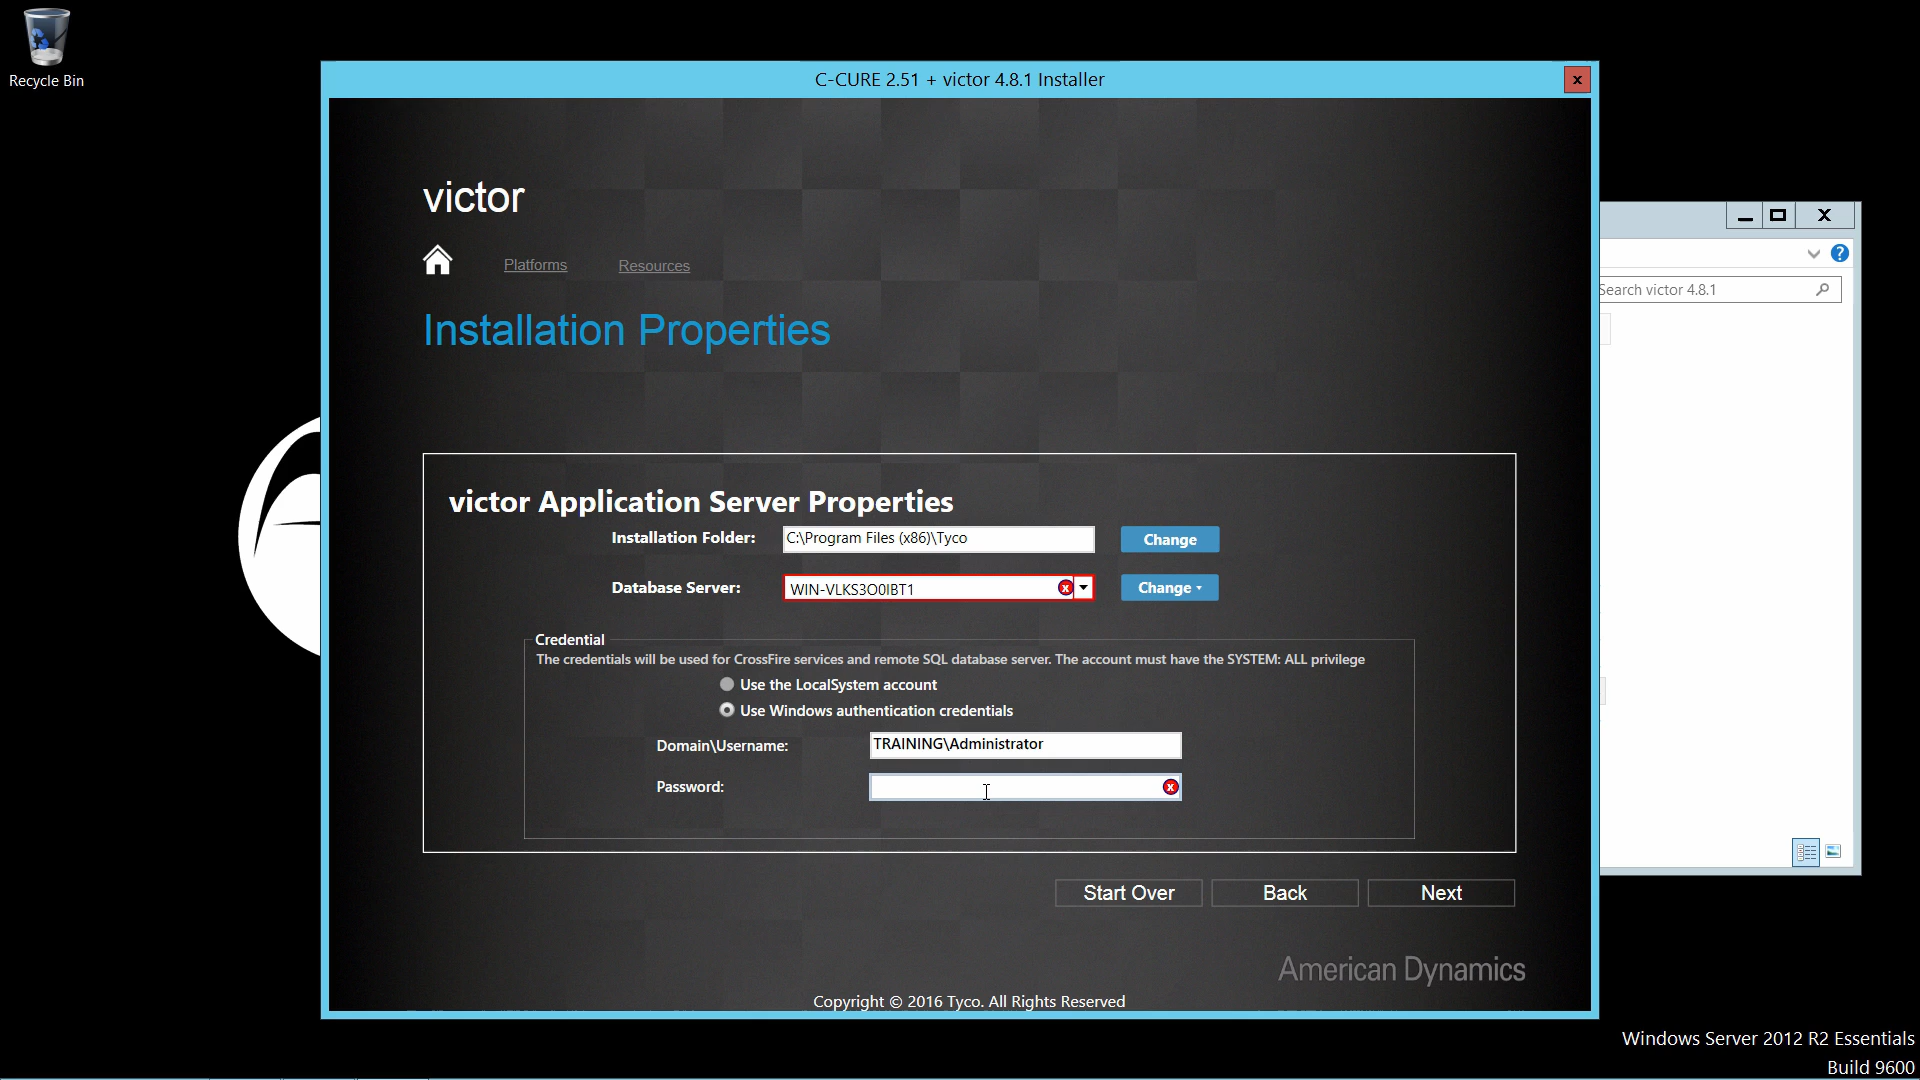 Recycle Bin
C-CURE 2.51 + victor 4.8.1 Installer
x
victor
Platforms
Resources
Installation Properties
Search victor 4.8.1
victor Application Server Properties
Installation Folder:
C:\Program Files (x86)\Tyco
Change
Database Server:
WIN-VLKS3O0IBT1
Change
Credential
The credentials will be used for CrossFire services and remote SQL database server. The account must have the SYSTEM: ALL privilege
Use the LocalSystem account
Use Windows authentication credentials
Domain\Username:
TRAINING\Administrator
Password:
Start Over
Back
Next
American Dynamics
Copyright © 2016 Tyco. All Rights Reserved
Windows Server 2012 R2 Essentials
Build 9600